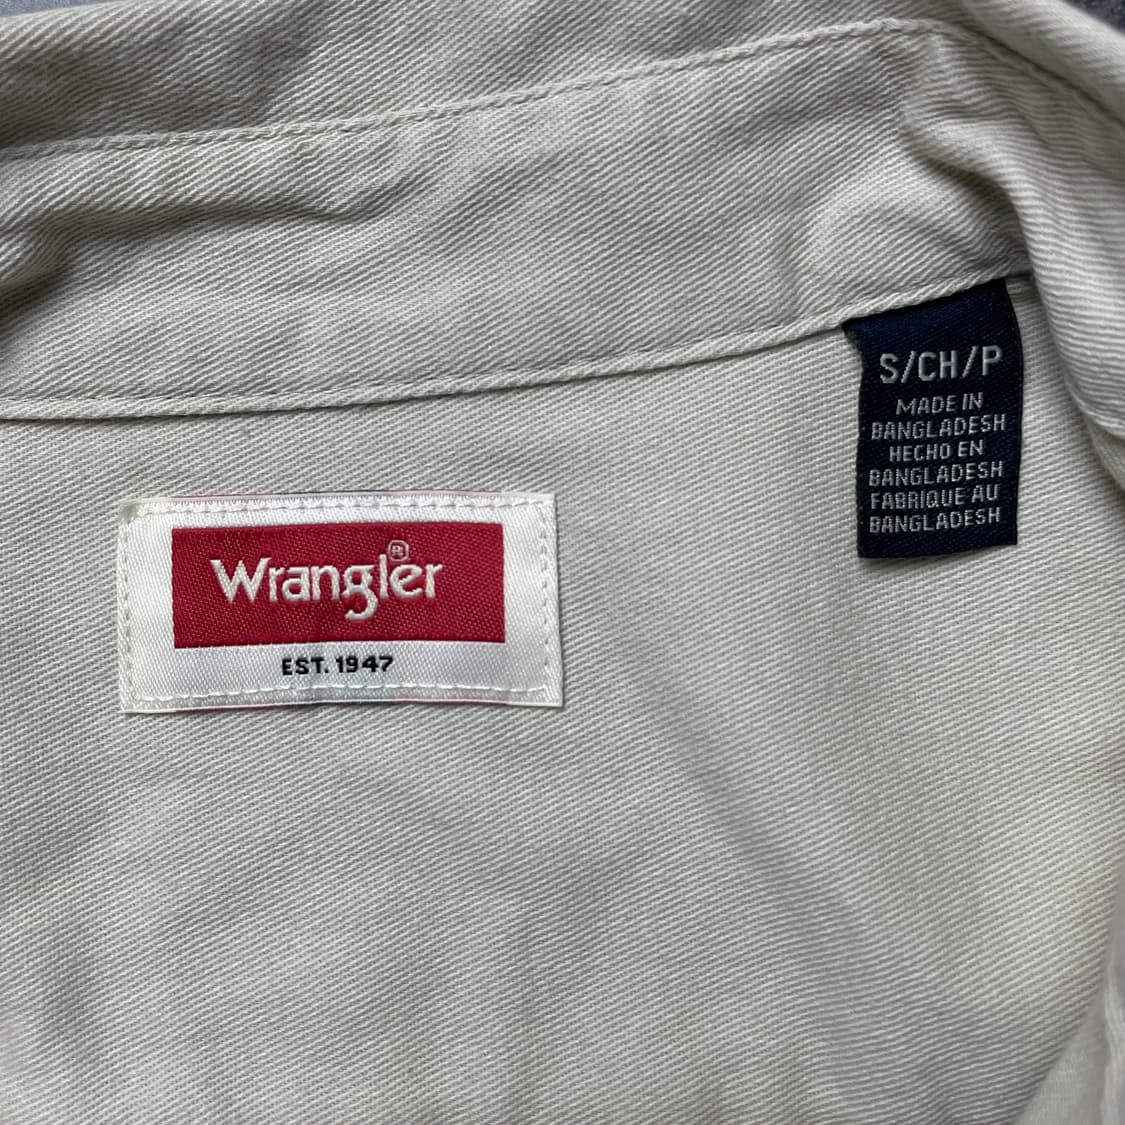 S/CH/P
MADE IN
BANGLADESH
HECHO EN
BANGLADESH
FABRIQUE AU
BANGLADESH
Wrangler®
EST. 1947